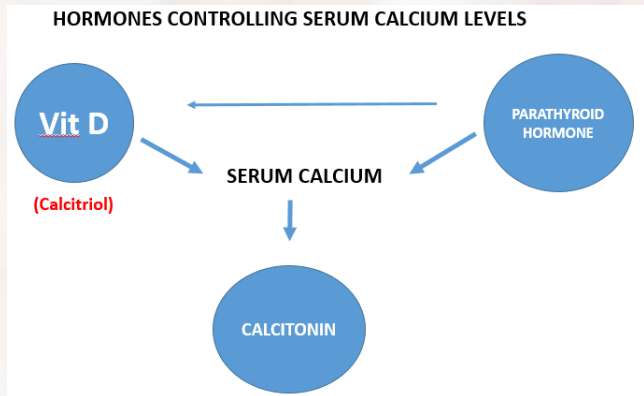 HORMONES CONTROLLING SERUM CALCIUM LEVELS
Vit D
PARATHYROID
HORMONE
SERUM CALCIUM
(Calcitriol)
CALCITONIN